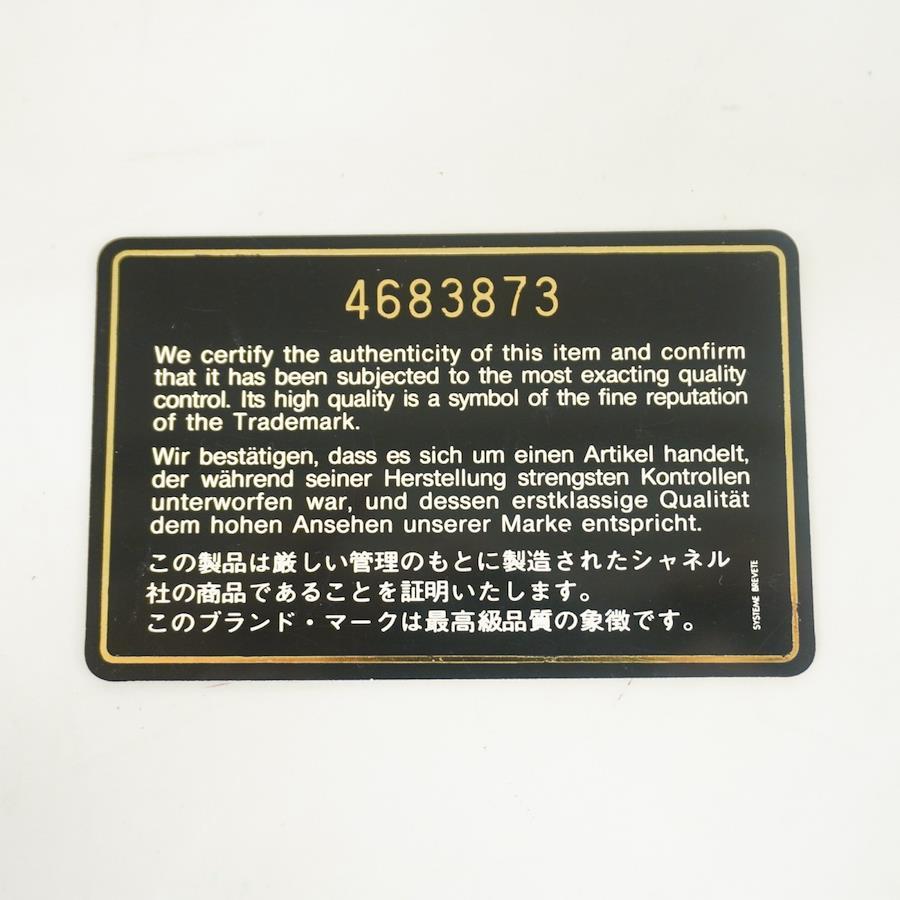 4683873
We certify the authenticity of this item and confirm
that it has been subjected to the most exacting quality
control. Its high quality is a symbol of the fine reputation
of the Trademark.
Wir bestätigen, dass es sich um einen Artikel handelt,
der während seiner Herstellung strengsten Kontrollen
unterworfen war, und dessen erstklassige Qualität
dem hohen Ansehen unserer Marke entspricht.
この製品は厳しい管理のもとに製造されたシャネル
社の商品であることを証明いたします。
このブランド・マークは最高級品質の象徴です。
SYSTEME BREVETE